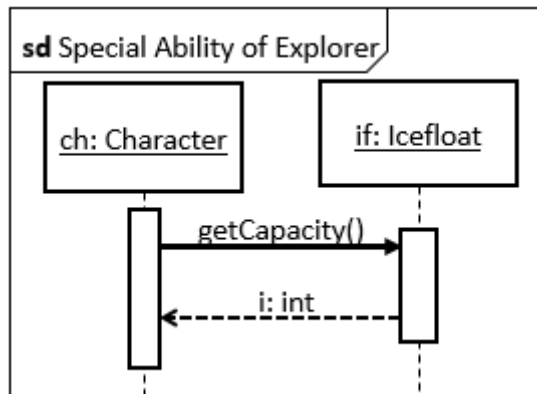 sd Special Ability of Explorer
ch: Character
if: Icefloat
getCapacity()
i: int